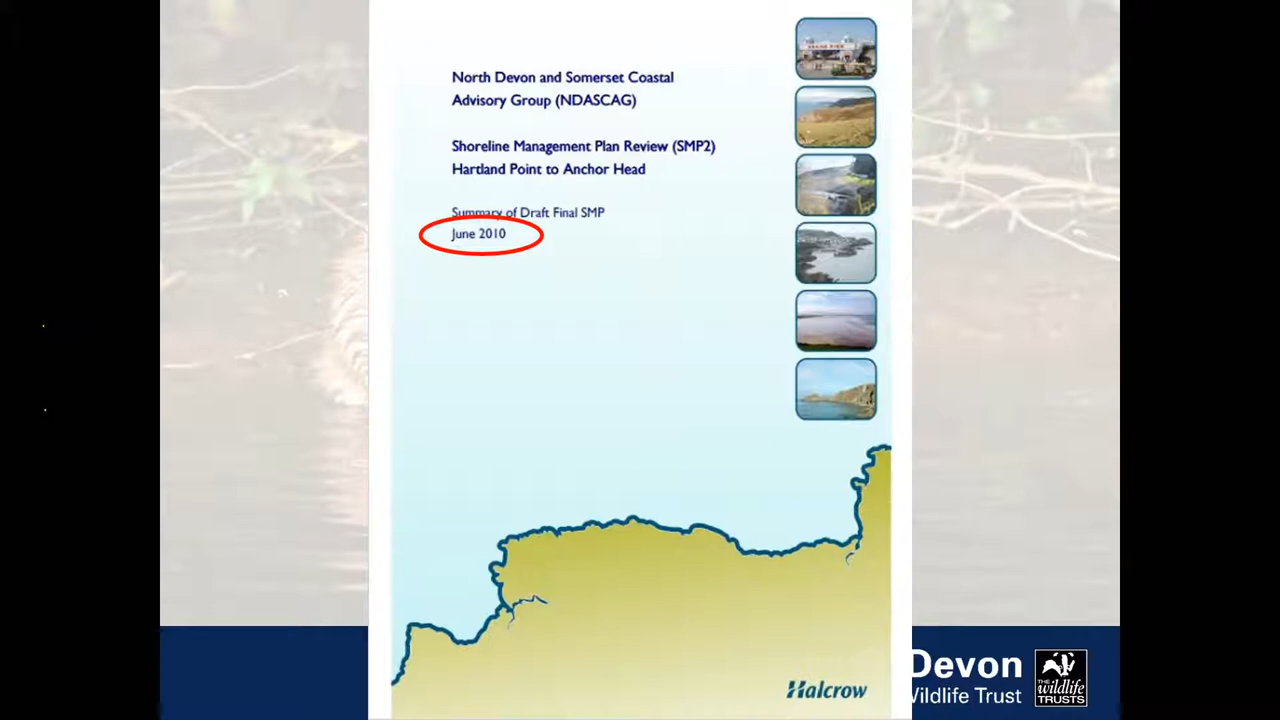 North Devon and Somerset Coastal
Advisory Group (NDASCAG)
Shoreline Management Plan Review (SMP2)
Hartland Point to Anchor Head
Summary of Draft Final SMP
June 2010
Halcrow
Devon
Wildlife Trust
THE
wildlife
TRUSTS